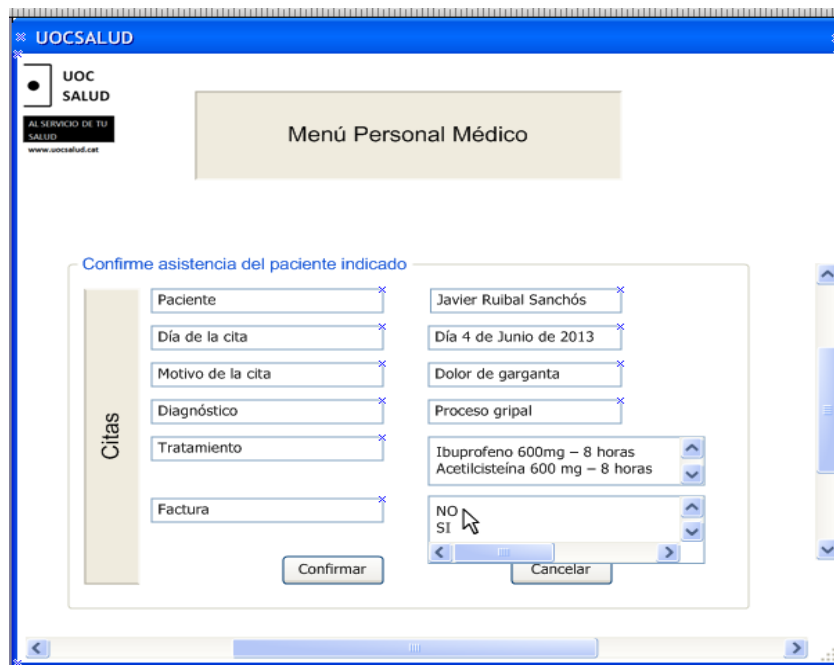 UOCSALUD
UOC
SALUD
AL SERVICIO DE TU
SALUD
www.uocsalud.cat
Menú Personal Médico
Confirme asistencia del paciente indicado
Citas
Paciente
Javier Ruibal Sanchós
Día de la cita
Día 4 de Junio de 2013
Motivo de la cita
Dolor de garganta
Diagnóstico
Proceso gripal
Tratamiento
Ibuprofeno 600mg – 8 horas
Acetilcisteína 600 mg – 8 horas
Factura
NO
SI
Confirmar
Cancelar